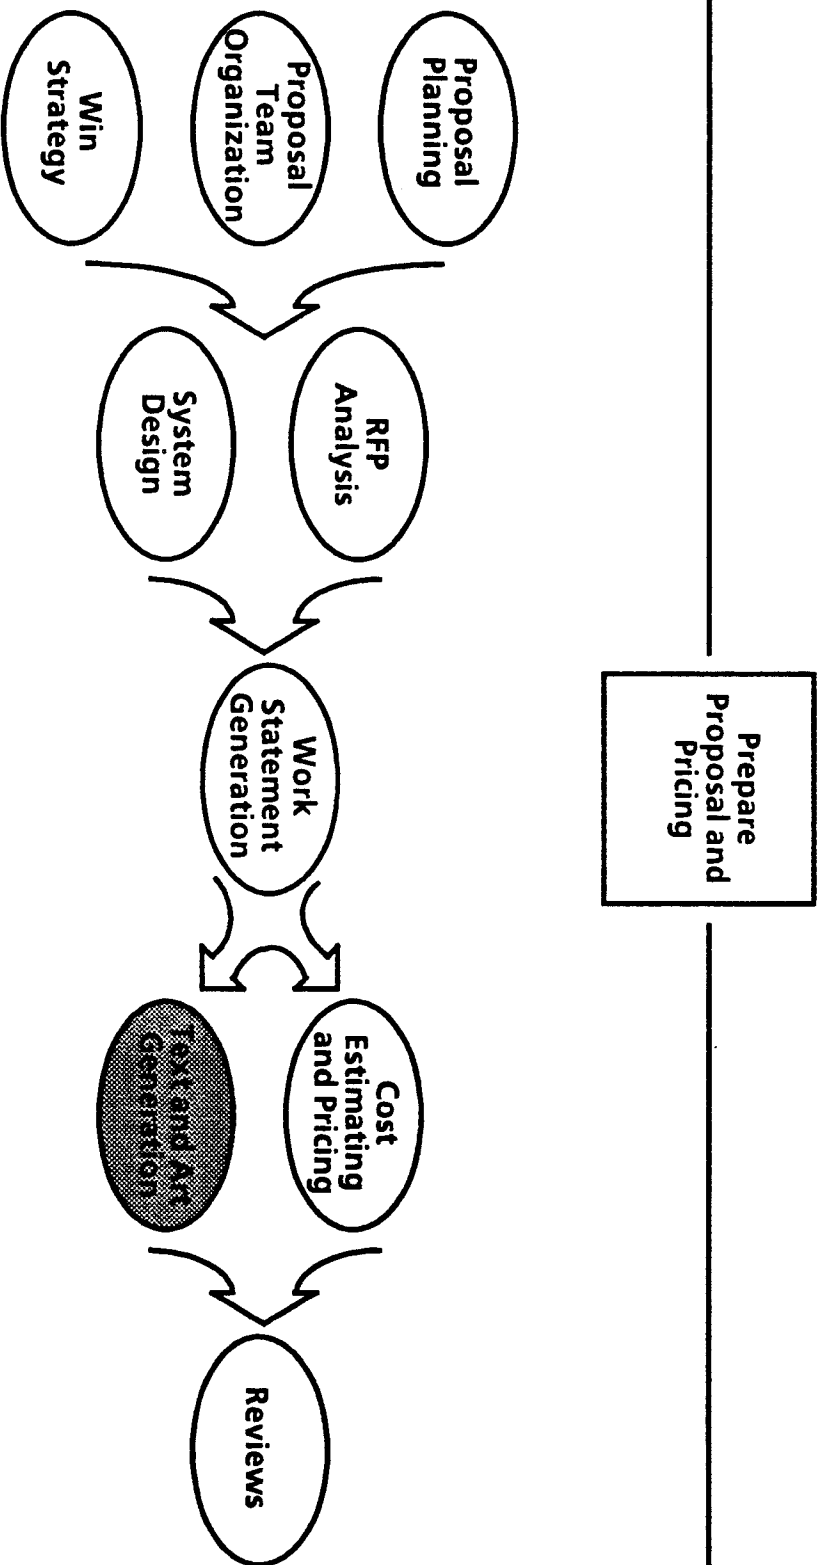 Prepare
Proposal and
Pricing
Proposal
Planning
Proposal
Team
Organization
Win
Strategy
RFP
Analysis
System
Design
Work
Statement
Generation
Cost
Estimating
and Pricing
Text and Art
Generation
Reviews